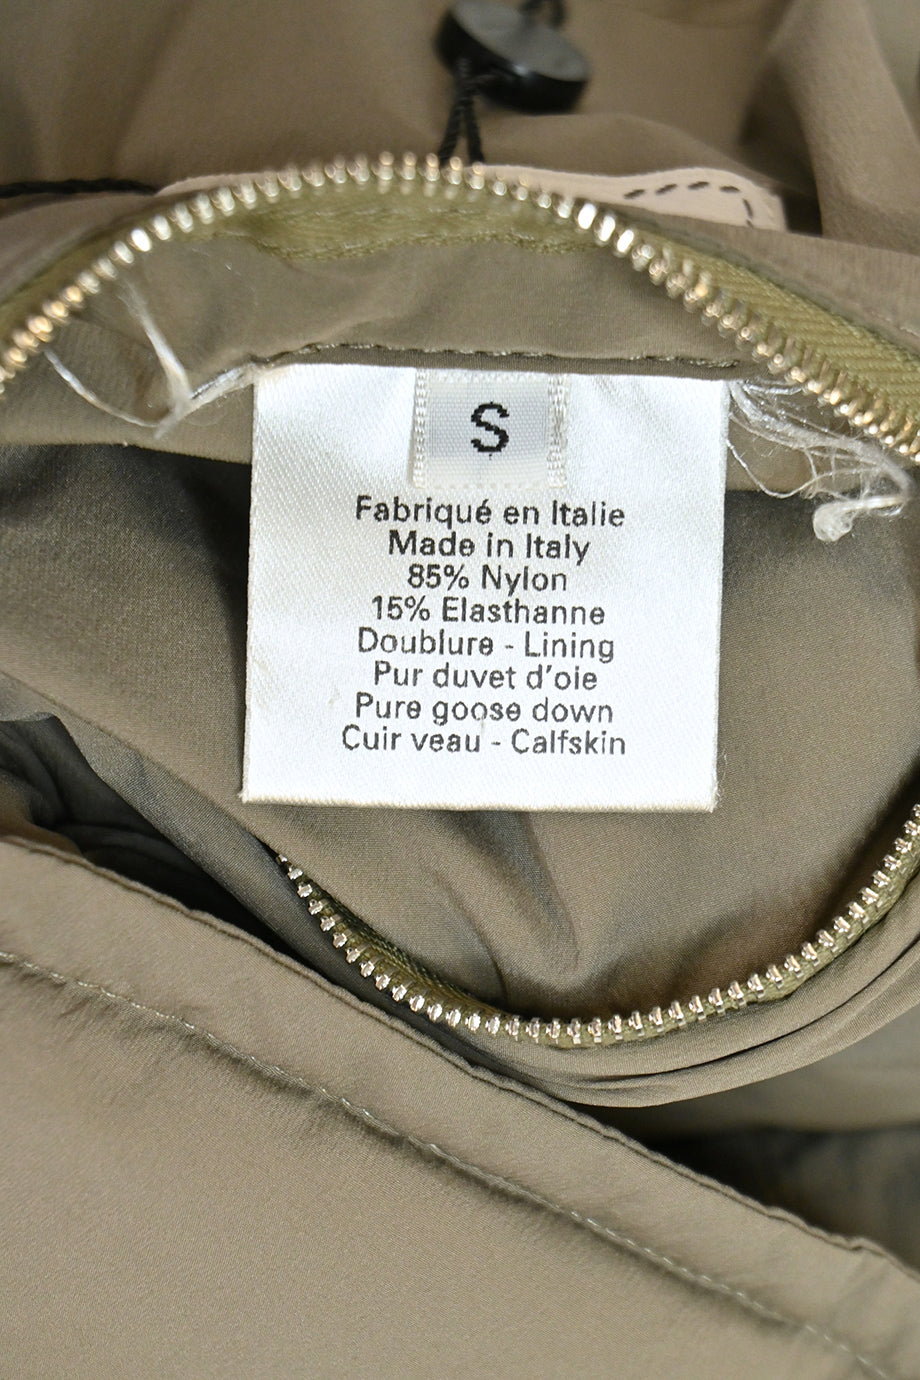 S
Fabriqué en Italie
Made in Italy
85% Nylon
15% Elasthanne
Doublure - Lining
Pur duvet d'oie
Pure goose down
Cuir veau - Calfskin